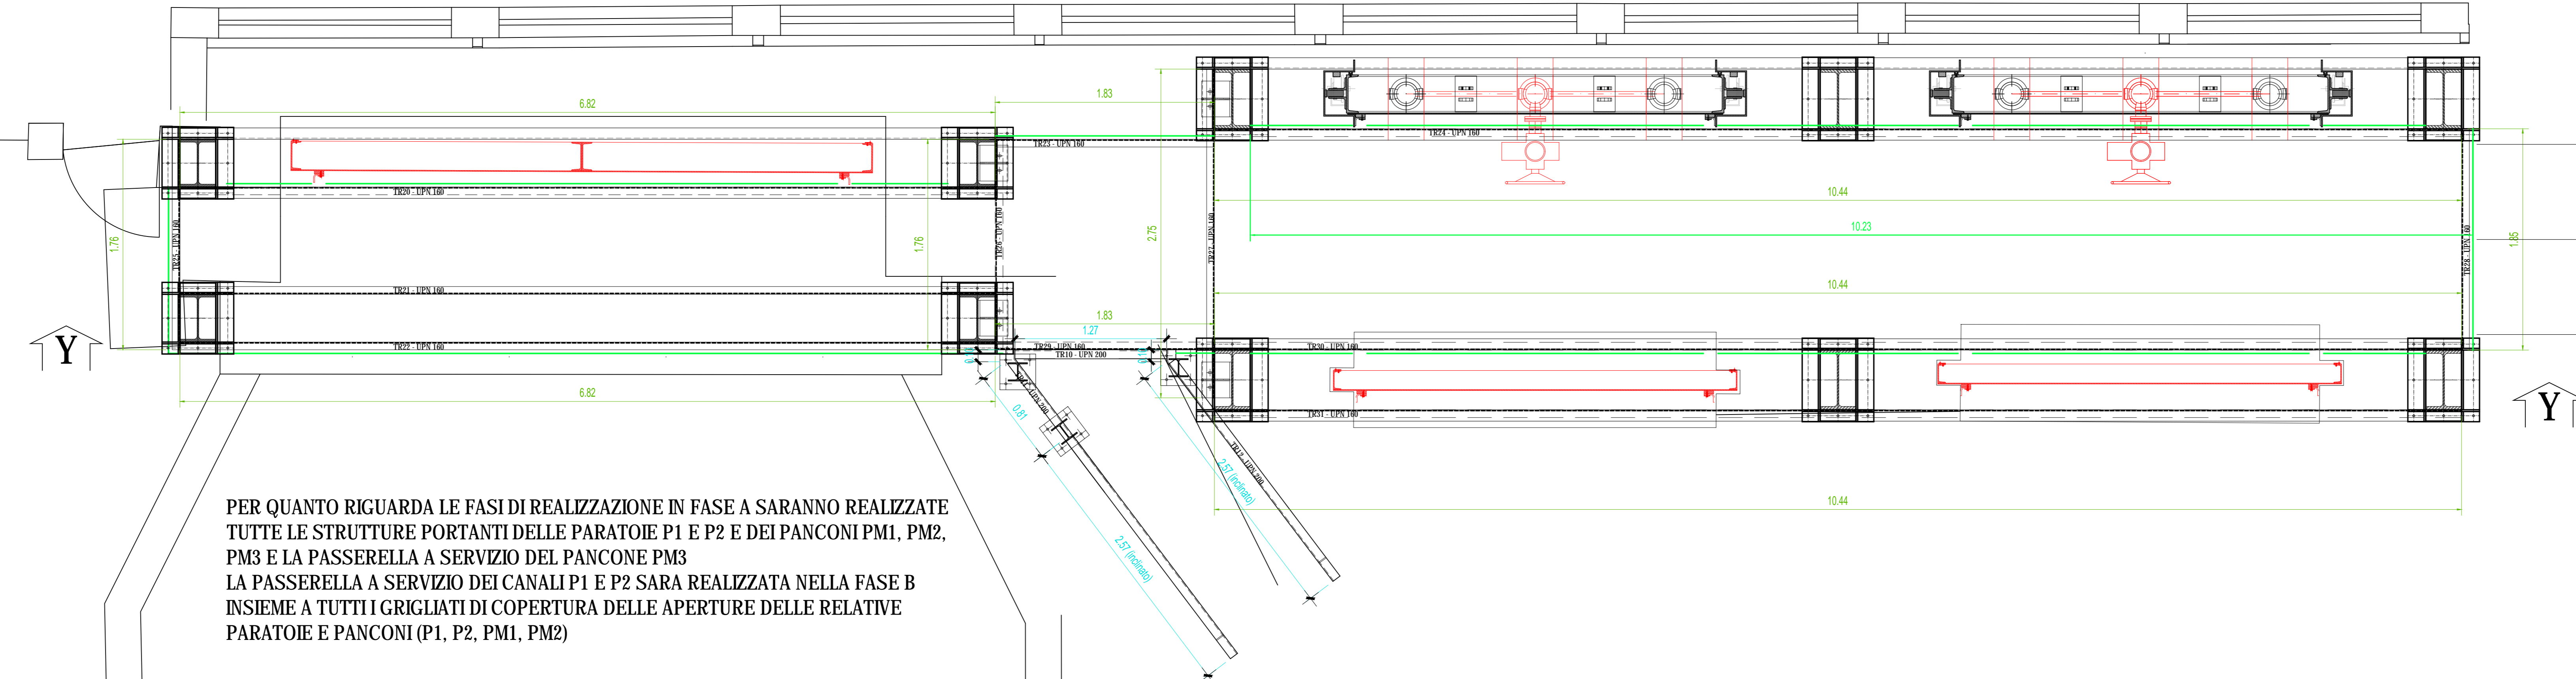 6.82
1.83
TR24 - UPN 160
TR23 - UPN 160
TR20 - UPN 160
10.44
10.23
1.76
TR25 - UPN 160
1.76
TR26 - UPN 160
2.75
TR27 - UPN 160
TR28 - UPN 160
1.85
TR21 - UPN 160
10.44
1.83
1.27
Y
TR22 - UPN 160
TR29 - UPN 160
TR10 - UPN 200
TR30 - UPN 160
6.82
UPN 200
0.81
TR31 - UPN 160
Y
TR12 - UPN 200
2.57 (inclinato)
10.44
2.57 (inclinato)
PER QUANTO RIGUARDA LE FASI DI REALIZZAZIONE IN FASE A SARANNO REALIZZATE
TUTTE LE STRUTTURE PORTANTI DELLE PARATOIE P1 E P2 E DEI PANCONI PM1, PM2,
PM3 E LA PASSERELLA A SERVIZIO DEL PANCONE PM3
LA PASSERELLA A SERVIZIO DEI CANALI P1 E P2 SARA REALIZZATA NELLA FASE B
INSIEME A TUTTI I GRIGLIATI DI COPERTURA DELLE APERTURE DELLE RELATIVE
PARATOIE E PANCONI (P1, P2, PM1, PM2)